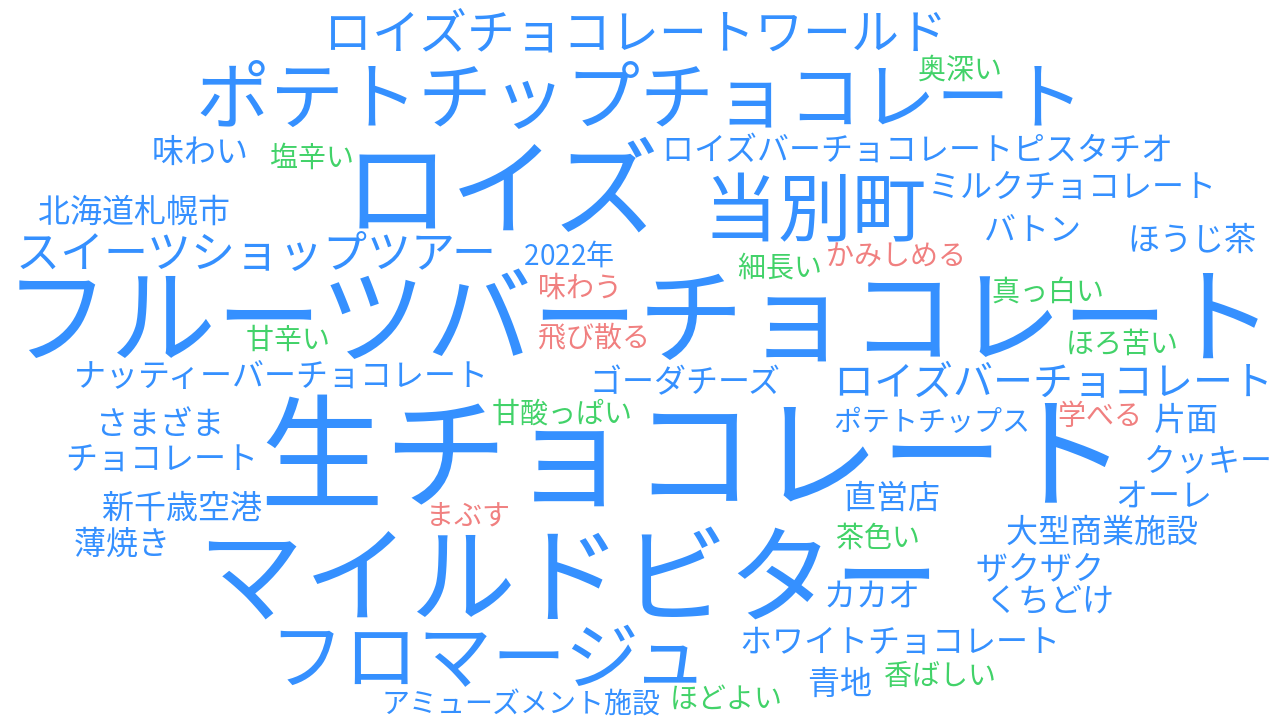 ロイズチョコレートワールド
ポテトチップチョコレート
奥深い
味わい
塩辛い
ロイズ
ロイズバーチョコレートピスタチオ
当別町
ミルクチョコレート
北海道札幌市
バトン
ほうじ茶
スイーツショップツアー
2022年
細長い
かみしめる
フルーツバーチョコレート
味わう
真っ白い
甘辛い
飛び散る
ほろ苦い
ナッティーバーチョコレート
ゴーダチーズ
ロイズバーチョコレート
生チョコレート
甘酸っぱい
さまざま
ポテトチップス
学べる
片面
チョコレート
クッキー
新千歳空港
直営店
オーレ
まぶす
薄焼き
茶色い
大型商業施設
マイルドビター
ザクザク
カカオ
くちどけ
フロマージュ
ホワイトチョコレート
青地
香ばしい
アミューズメント施設
ほどよい